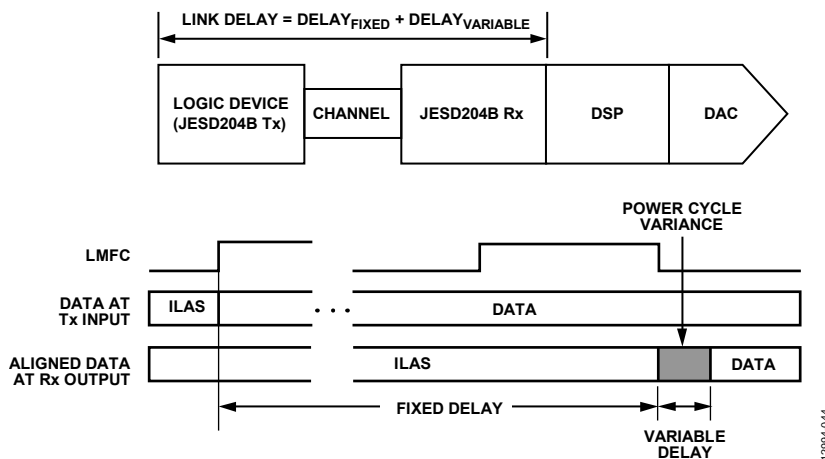 LINK DELAY = DELAYFIXED + DELAYVARIABLE
LOGIC DEVICE
(JESD204B Tx)
CHANNEL
JESD204B Rx
DSP
DAC
POWER CYCLE
VARIANCE
LMFC
DATA AT
Tx INPUT
ILAS
. . .
DATA
ALIGNED DATA
AT Rx OUTPUT
ILAS
DATA
FIXED DELAY
VARIABLE
DELAY